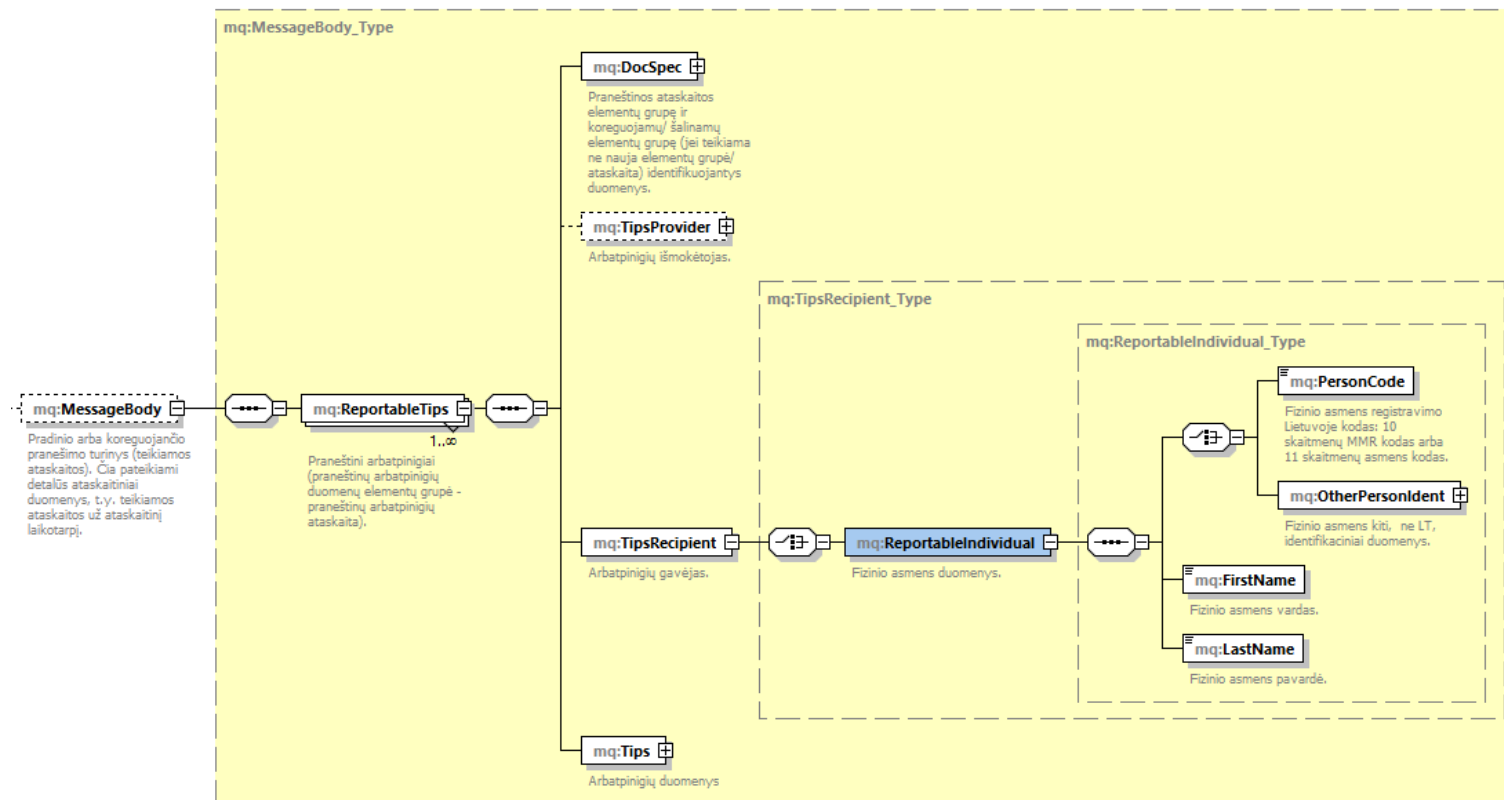 mq:MessageBody_Type
mq:DocSpec
Praneštinos ataskaitos
elementų grupę ir
koreguojamų/ šalinamų
elementų grupę (jei teikiama
ne nauja elementų grupė/
ataskaita) identifikuojantys
duomenys.
mq:TipsProvider
Arbatpinigių išmokėtojas.
mq:TipsRecipient_Type
mq:ReportableIndividual_Type
mq:PersonCode
Fizinio asmens registravimo
Lietuvoje kodas: 10
skaitmenų MMR kodas arba
11 skaitmenų asmens kodas.
mq:MessageBody
Pradinio arba koreguojančio
pranešimo turinys (teikiamos
ataskaitos). Čia pateikiami
detalūs ataskaitiniai
duomenys, t.y. teikiamos
ataskaitos už ataskaitinį
laikotarpį.
mq:ReportableTips
1..∞
Praneštini arbatpinigiai
(praneštinų arbatpinigių
duomenų elementų grupė -
praneštinų arbatpinigių
ataskaita).
mq:OtherPersonIdent
Fizinio asmens kiti, ne LT,
identifikaciniai duomenys.
mq:TipsRecipient
Arbatpinigių gavėjas.
mq:ReportableIndividual
Fizinio asmens duomenys.
mq:FirstName
Fizinio asmens vardas.
mq:LastName
Fizinio asmens pavardė.
mq:Tips
Arbatpinigių duomenys